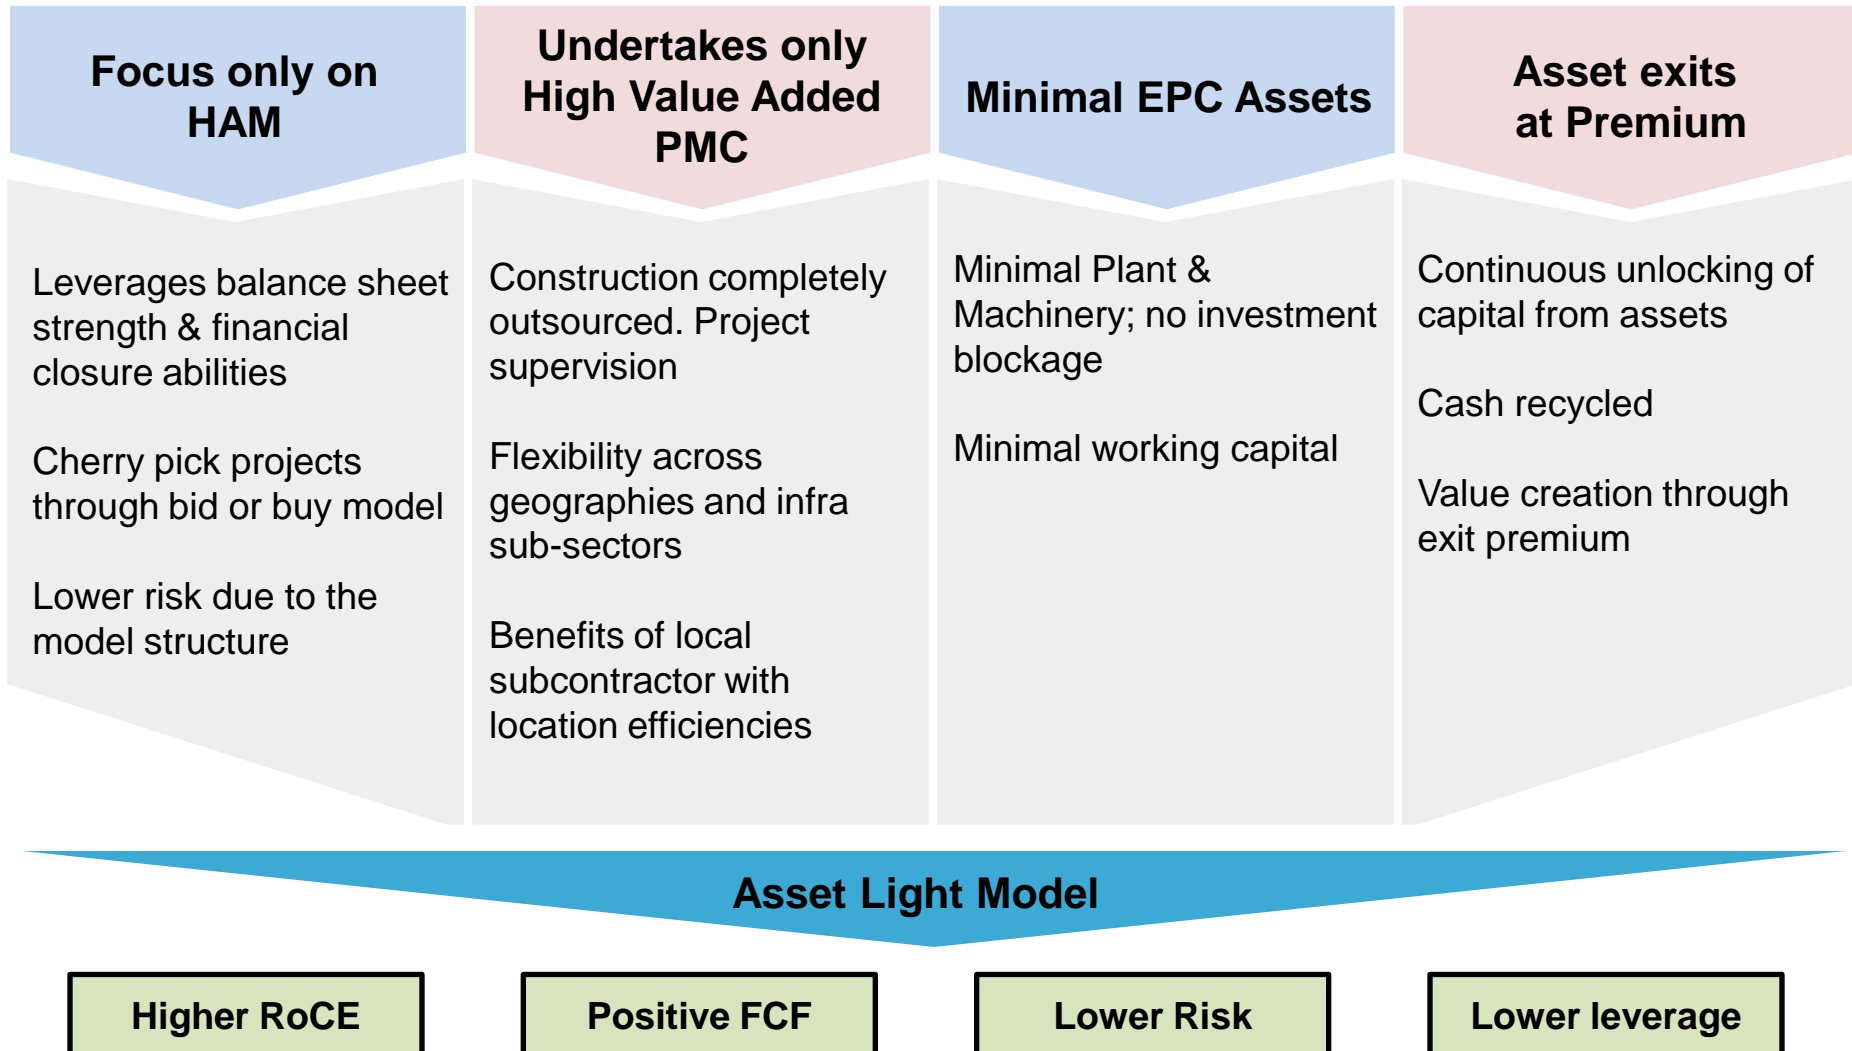 Focus only on
HAM
Undertakes only
High Value Added
PMC
Minimal EPC Assets
Asset exits
at Premium
Leverages balance sheet
strength & financial
closure abilities
Cherry pick projects
through bid or buy model
Lower risk due to the
model structure
Construction completely
outsourced. Project
supervision
Flexibility across
geographies and infra
sub-sectors
Benefits of local
subcontractor with
location efficiencies
Minimal Plant &
Machinery; no investment
blockage
Minimal working capital
Continuous unlocking of
capital from assets
Cash recycled
Value creation through
exit premium
Asset Light Model
Higher RoCE
Positive FCF
Lower Risk
Lower leverage